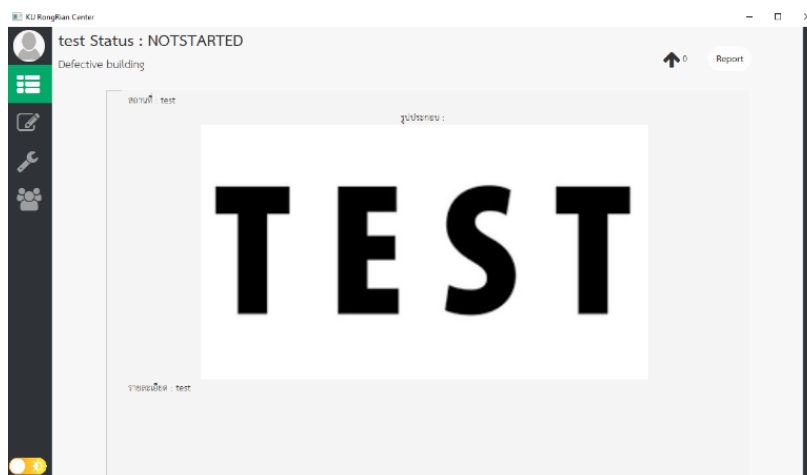 KU RongRian Center
test Status : NOTSTARTED
Defective building
0
Report
สถานที่ : test
รูปประกอบ :
TEST
รายละเอียด : test